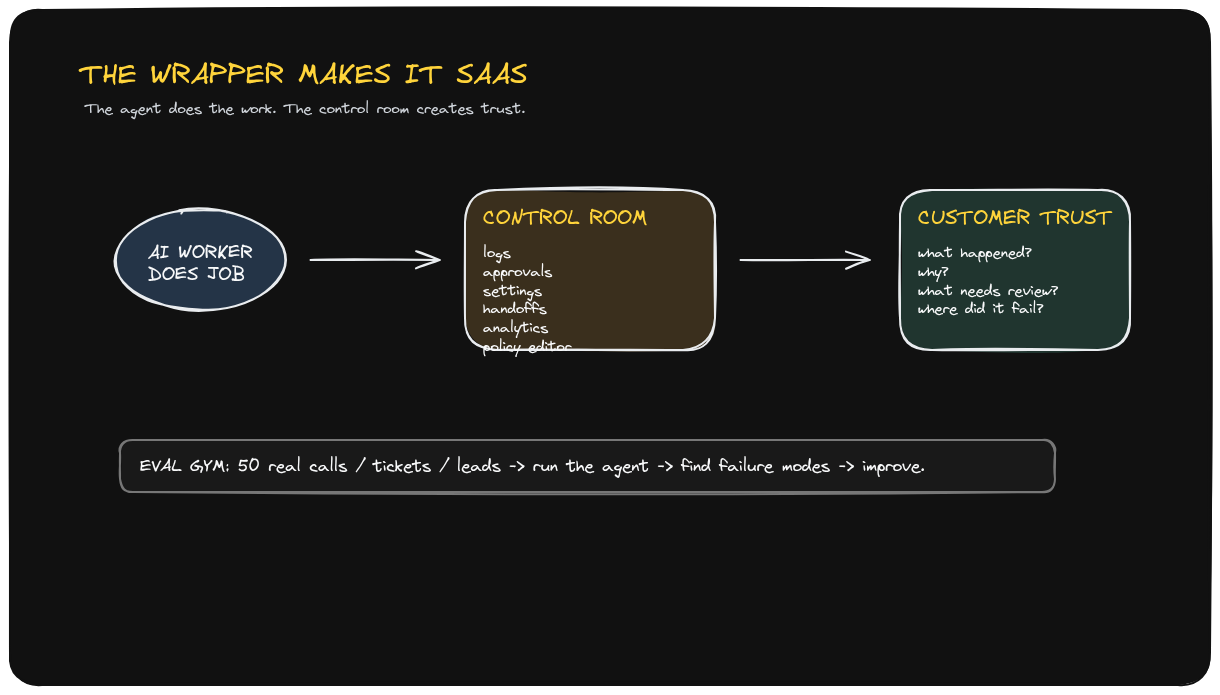 THE WRAPPER MAKES IT SAAS
The agent does the work. The control room creates trust.
AI WORKER
DOES JOB
CONTROL ROOM
logs
approvals
settings
handoffs
analytics
policy editor
CUSTOMER TRUST
what happened?
why?
what needs review?
where did it fail?
EVAL GYM: 50 real calls / tickets / leads -> run the agent -> find failure modes -> improve.